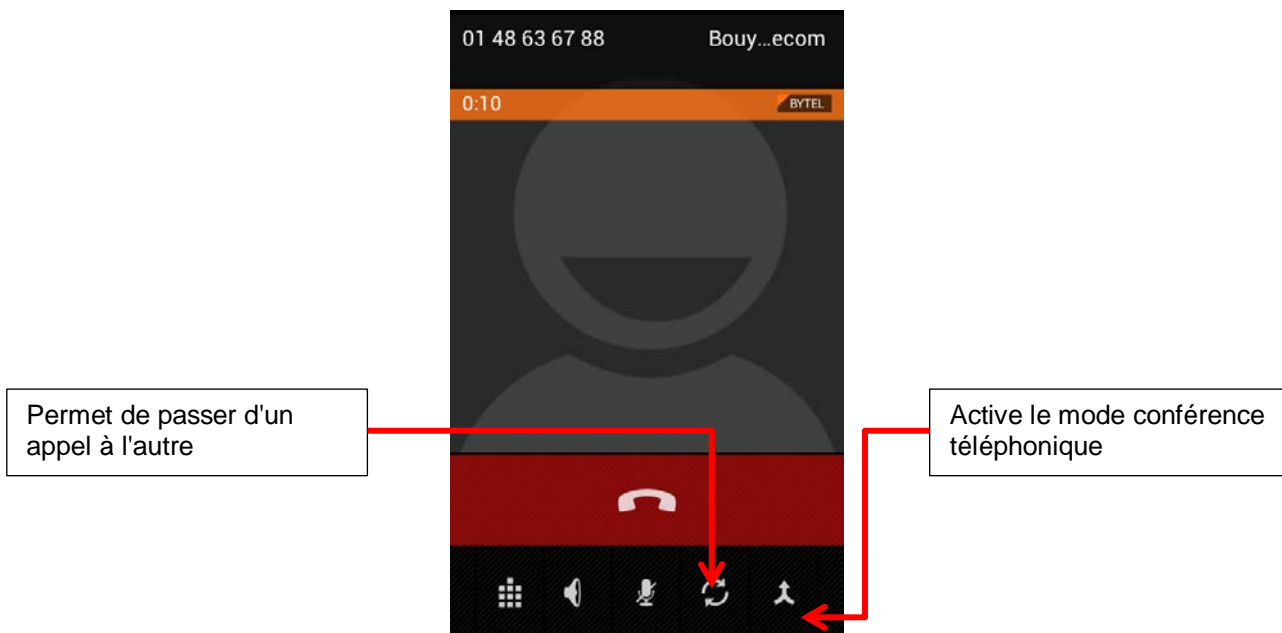 01 48 63 67 88 Bouy...ecom
0:10 BYTEL
Permet de passer d'un
appel à l'autre
Active le mode conférence
téléphonique